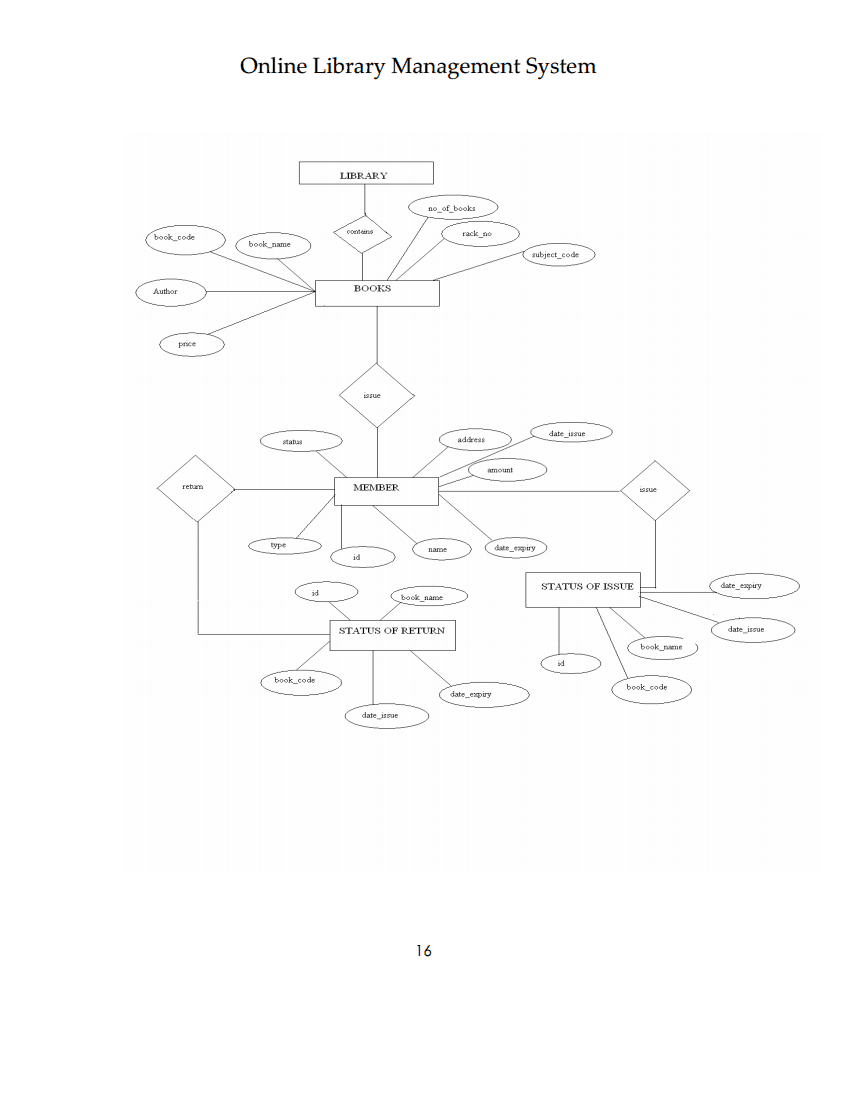 Online Library Management System
LIBRARY
no_of_books
contains
rack_no
book_code
book_name
subject_code
BOOKS
Author
price
issue
status
address
date_issue
amount
return
MEMBER
issue
type
id
name
date_expiry
id
book_name
STATUS OF ISSUE
date_expiry
STATUS OF RETURN
date_issue
book_name
id
book_code
book_code
date_expiry
date_issue
16